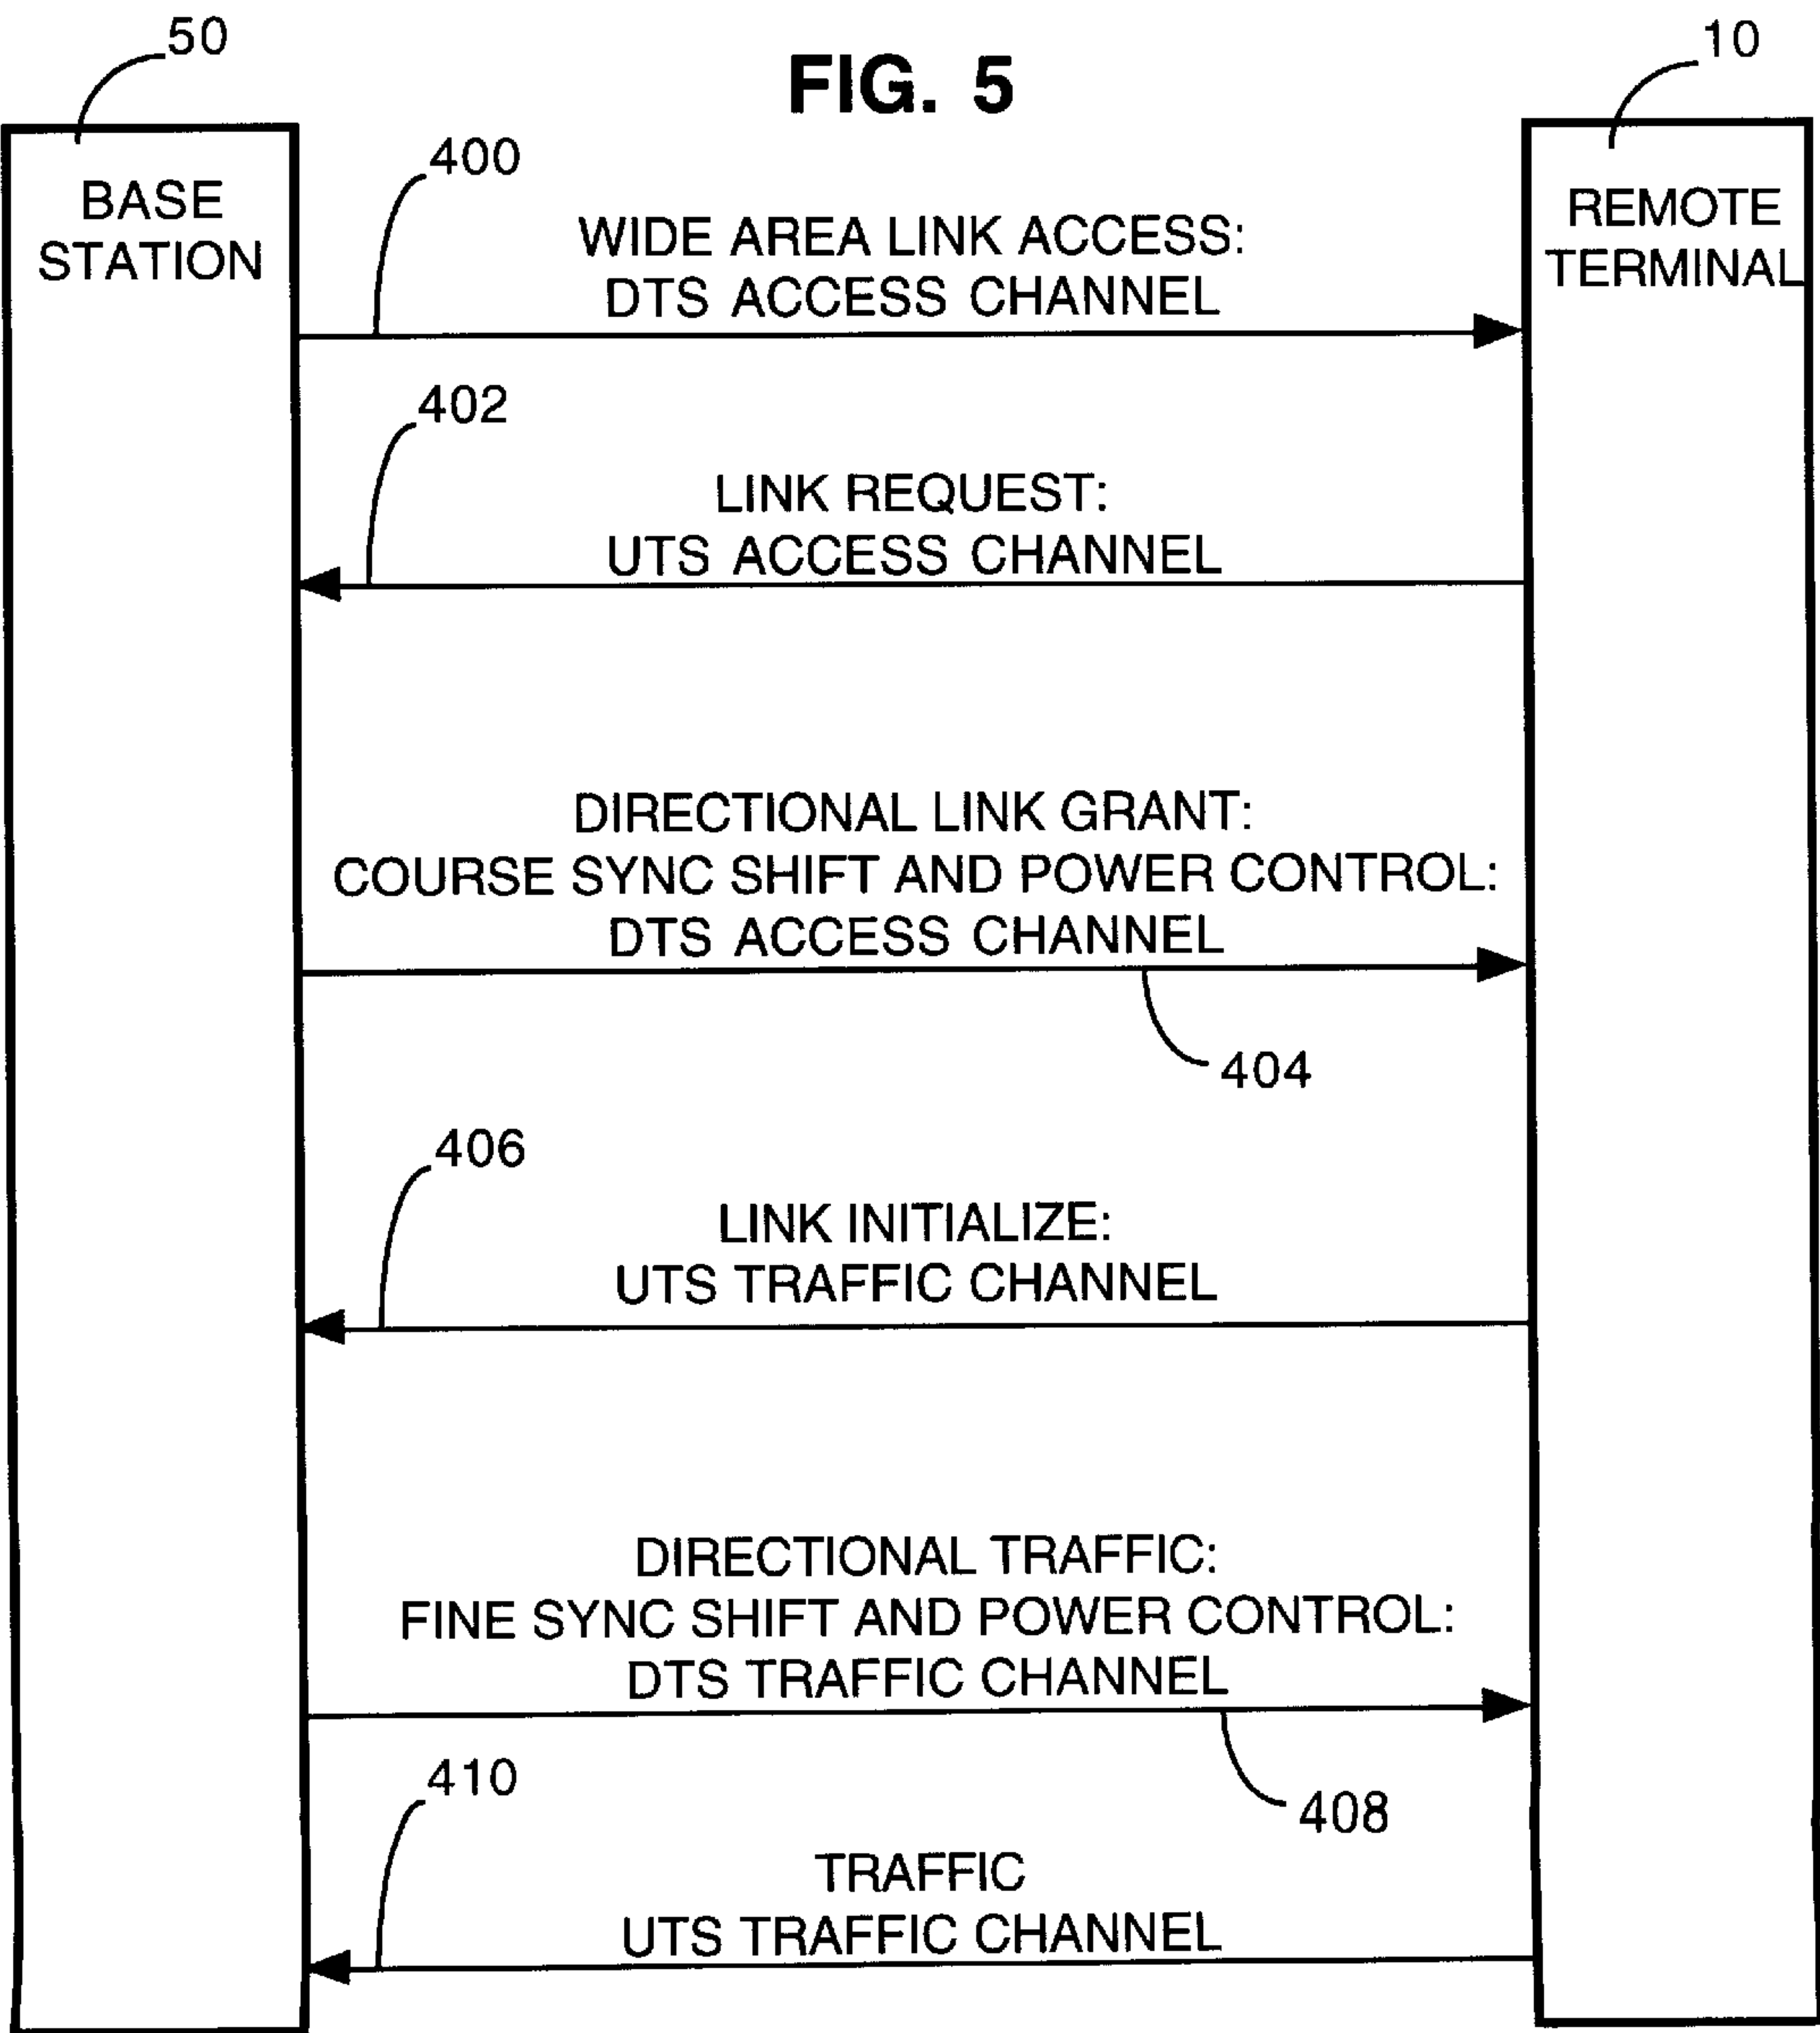 50
FIG. 5
10
BASE
STATION
REMOTE
TERMINAL
400
WIDE AREA LINK ACCESS:
DTS ACCESS CHANNEL
402
LINK REQUEST:
UTS ACCESS CHANNEL
DIRECTIONAL LINK GRANT:
COURSE SYNC SHIFT AND POWER CONTROL:
DTS ACCESS CHANNEL
404
406
LINK INITIALIZE:
UTS TRAFFIC CHANNEL
DIRECTIONAL TRAFFIC:
FINE SYNC SHIFT AND POWER CONTROL:
DTS TRAFFIC CHANNEL
408
410
TRAFFIC
UTS TRAFFIC CHANNEL